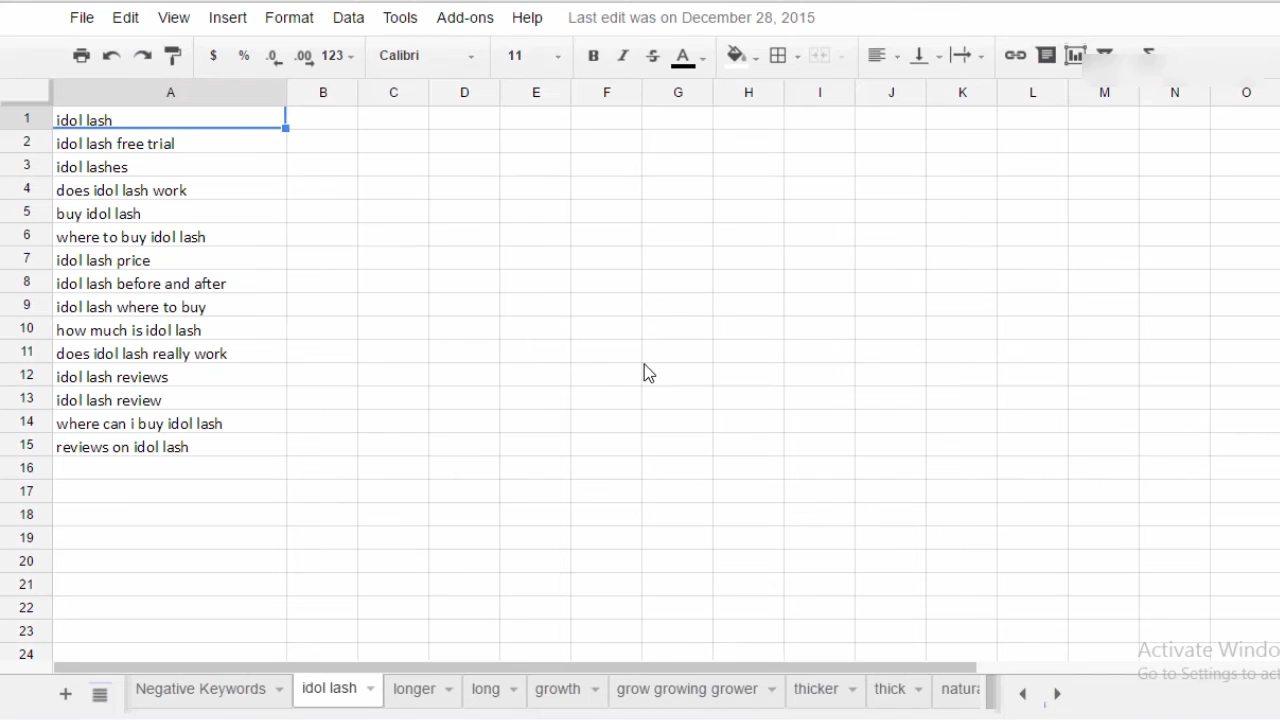 File Edit View Insert Format Data Tools Add-ons Help Last edit was on December 28, 2015
$ % .0 .00 123 Calibri 11 B I S A
A B C D E F G H I J K L M N O
1 idol lash
2 idol lash free trial
3 idol lashes
4 does idol lash work
5 buy idol lash
6 where to buy idol lash
7 idol lash price
8 idol lash before and after
9 idol lash where to buy
10 how much is idol lash
11 does idol lash really work
12 idol lash reviews
13 idol lash review
14 where can i buy idol lash
15 reviews on idol lash
16
17
18
19
20
21
22
23
24
Activate Windo
Go to Settings to act
+ Negative Keywords idol lash longer long growth grow growing grower thicker thick natura